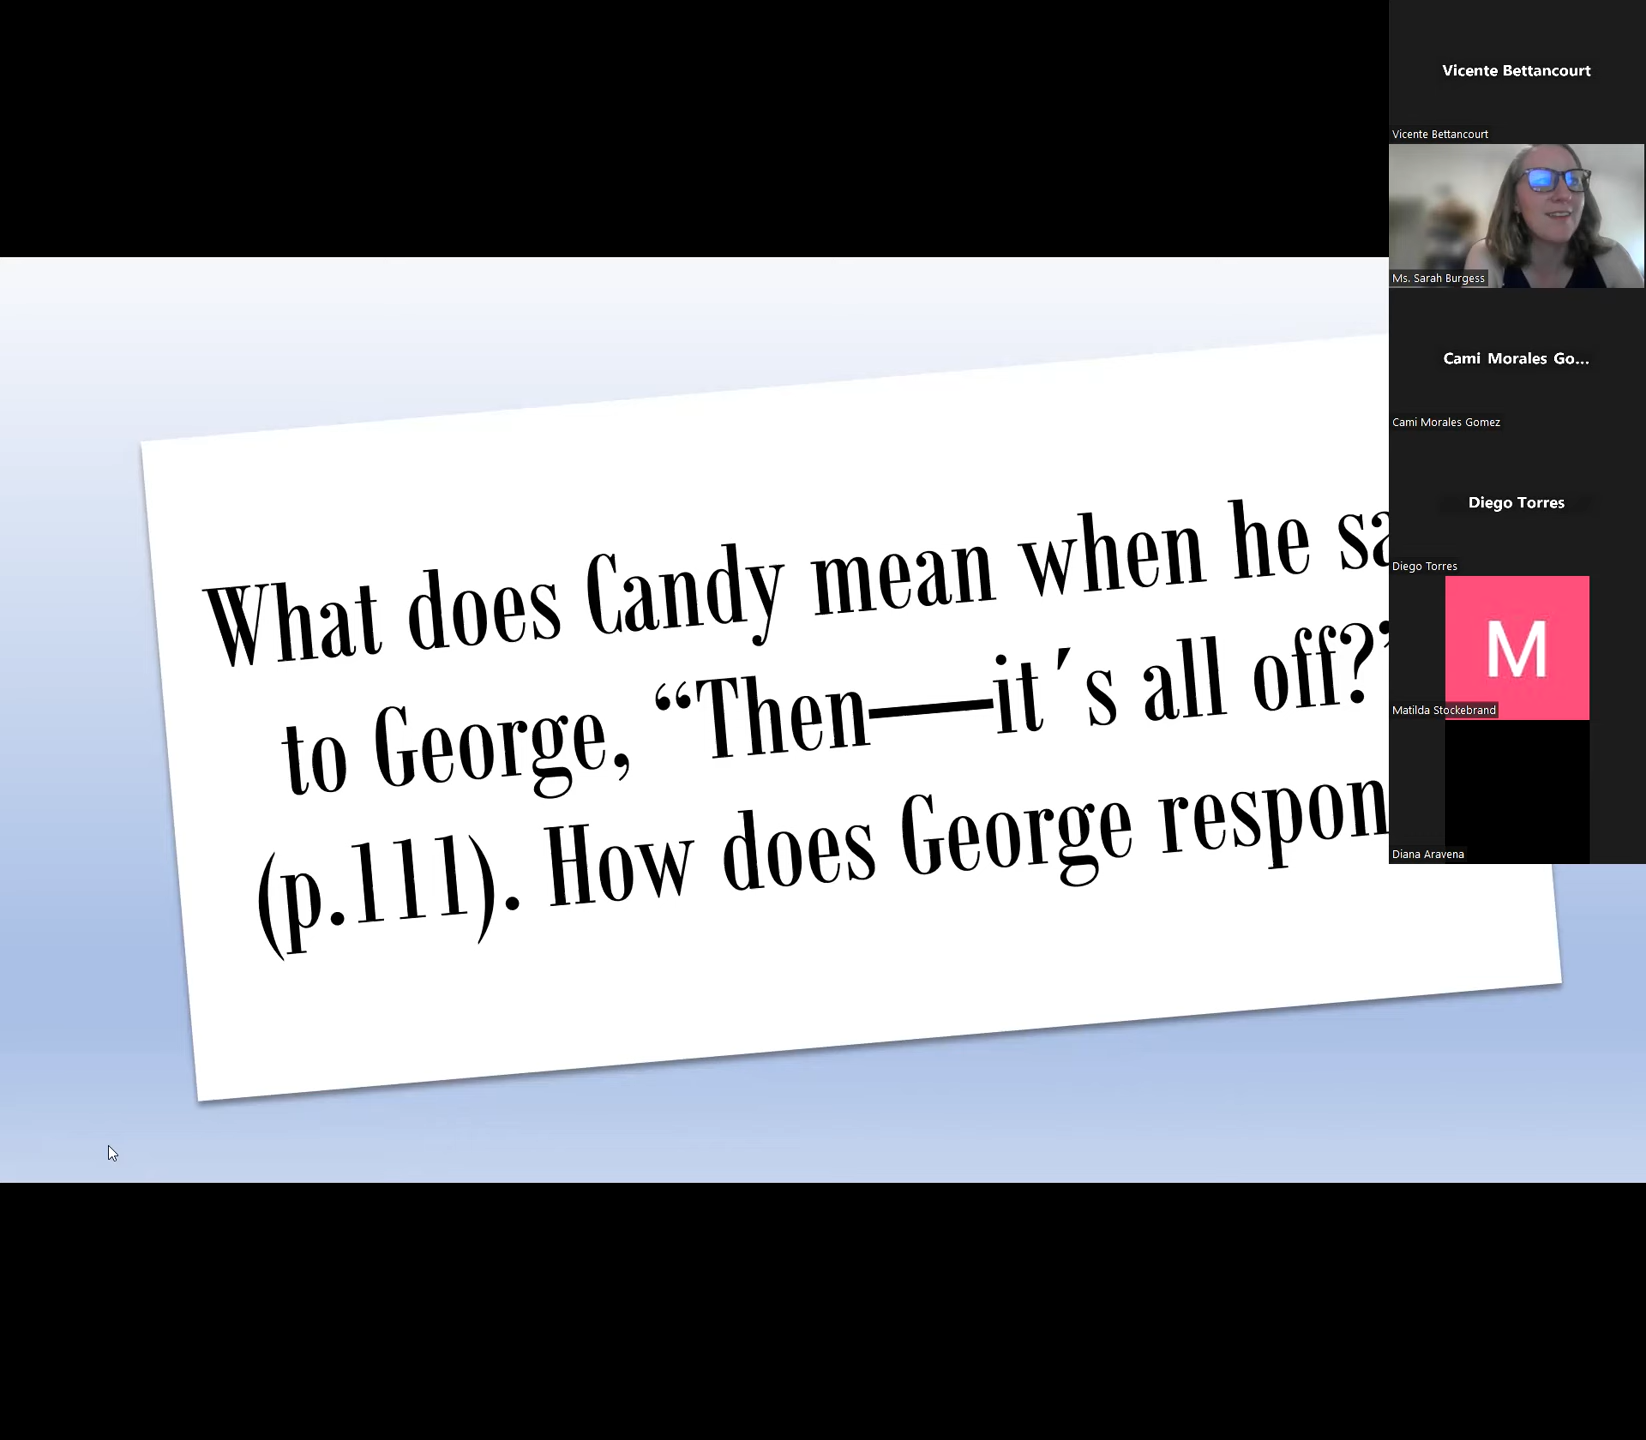 What does Candy mean when he sa
to George, “Then—it´s all off?”
(p.111). How does George respon
Vicente Bettancourt
Vicente Bettancourt
Ms. Sarah Burgess
Cami Morales Go...
Cami Morales Gomez
Diego Torres
Diego Torres
M
Matilda Stockebrand
Diana Aravena